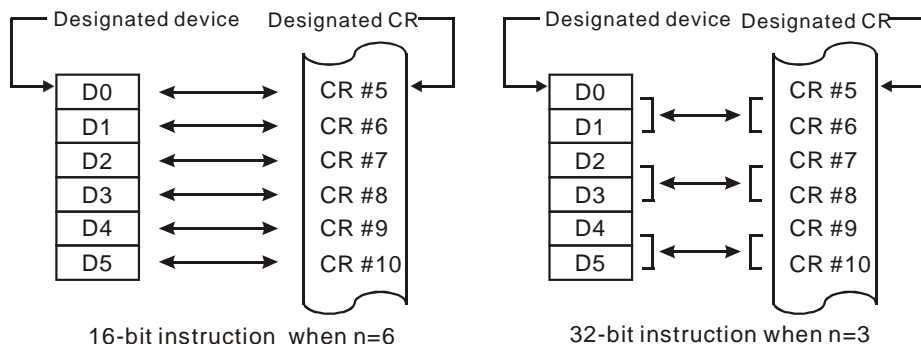 Designated device Designated CR
D0 CR #5
D1 CR #6
D2 CR #7
D3 CR #8
D4 CR #9
D5 CR #10
16-bit instruction when n=6
Designated device Designated CR
D0 CR #5
D1 CR #6
D2 CR #7
D3 CR #8
D4 CR #9
D5 CR #10
32-bit instruction when n=3